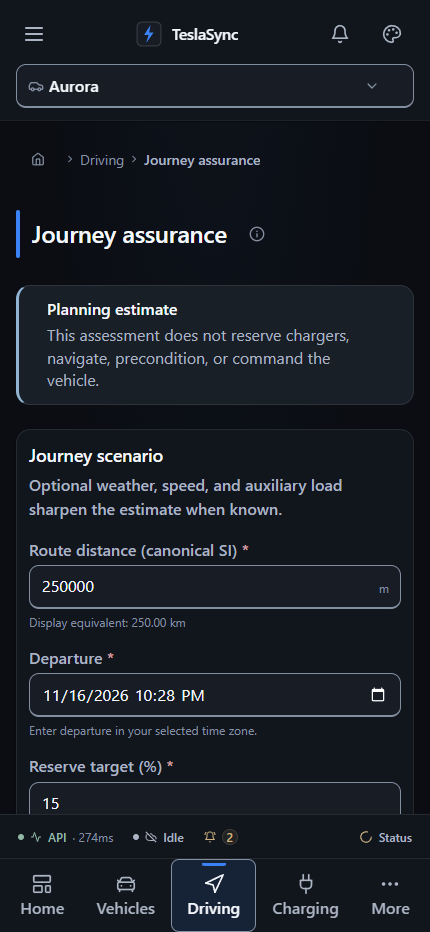 TeslaSync
Aurora
Driving
Journey assurance
Journey assurance
Planning estimate
This assessment does not reserve chargers,
navigate, precondition, or command the
vehicle.
Journey scenario
Optional weather, speed, and auxiliary load
sharpen the estimate when known.
Route distance (canonical SI) *
250000
m
Display equivalent: 250.00 km
Departure *
11/16/2026 10:28 PM
Enter departure in your selected time zone.
Reserve target (%) *
15
API · 274ms
Idle
2
Status
Home
Vehicles
Driving
Charging
More